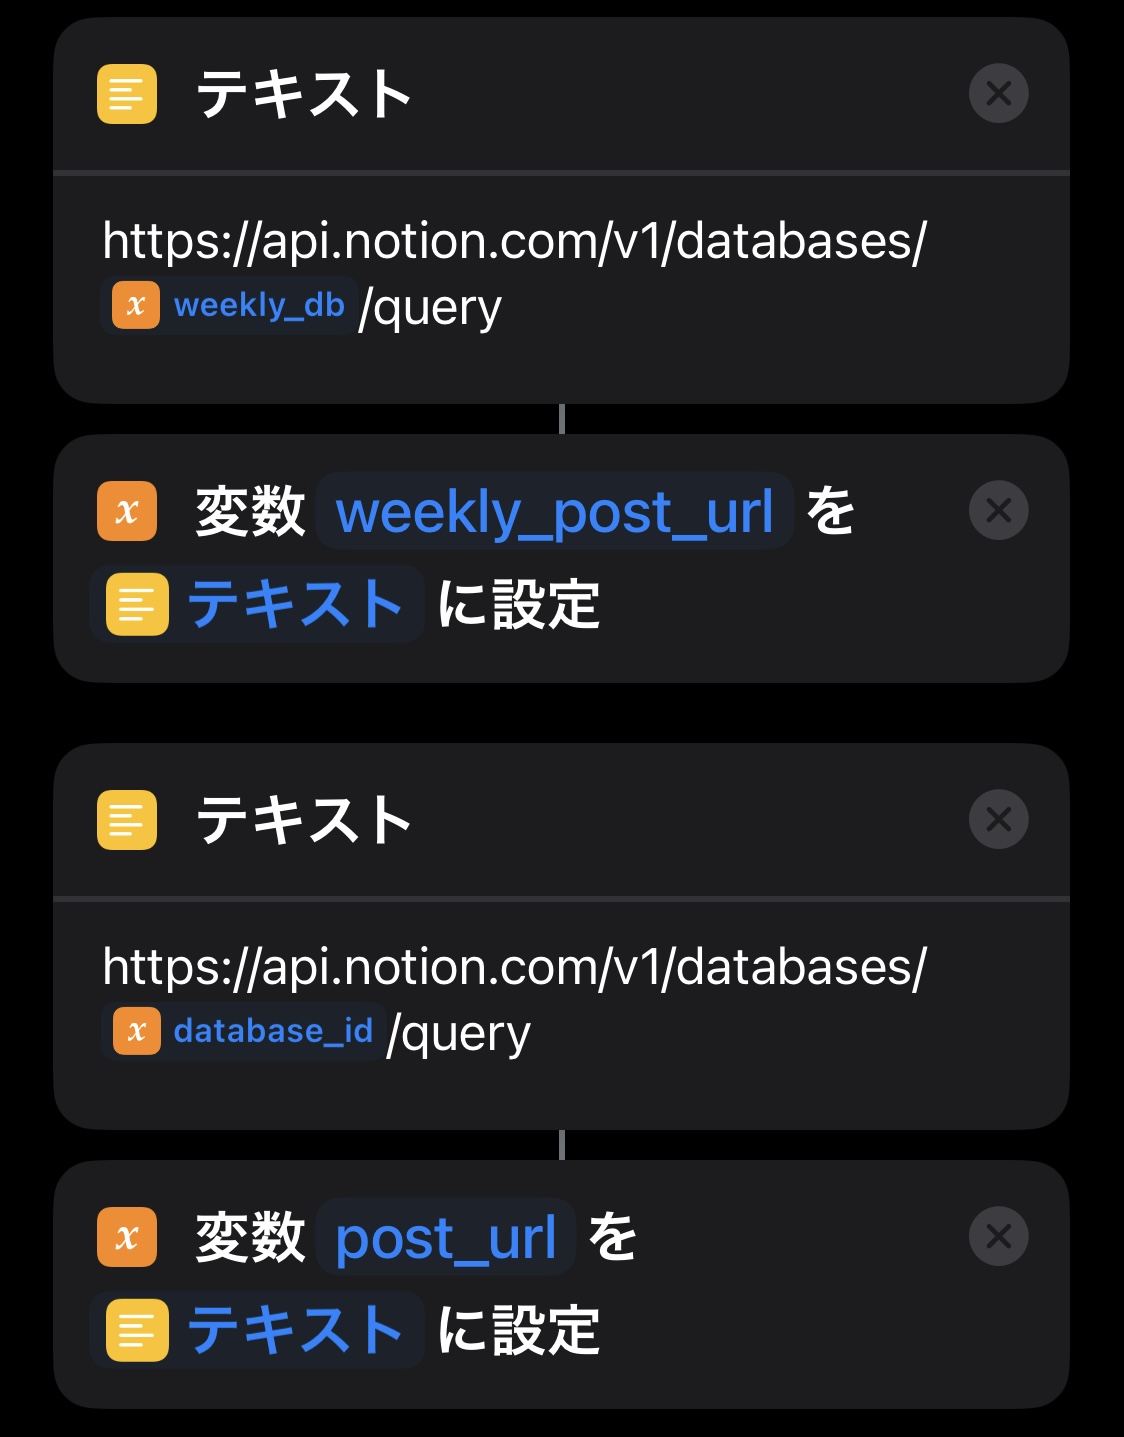 テキスト
https://api.notion.com/v1/databases/
x weekly_db/query
x 変数 weekly_post_url を
テキスト に設定
テキスト
https://api.notion.com/v1/databases/
x database_id/query
x 変数 post_url を
テキスト に設定